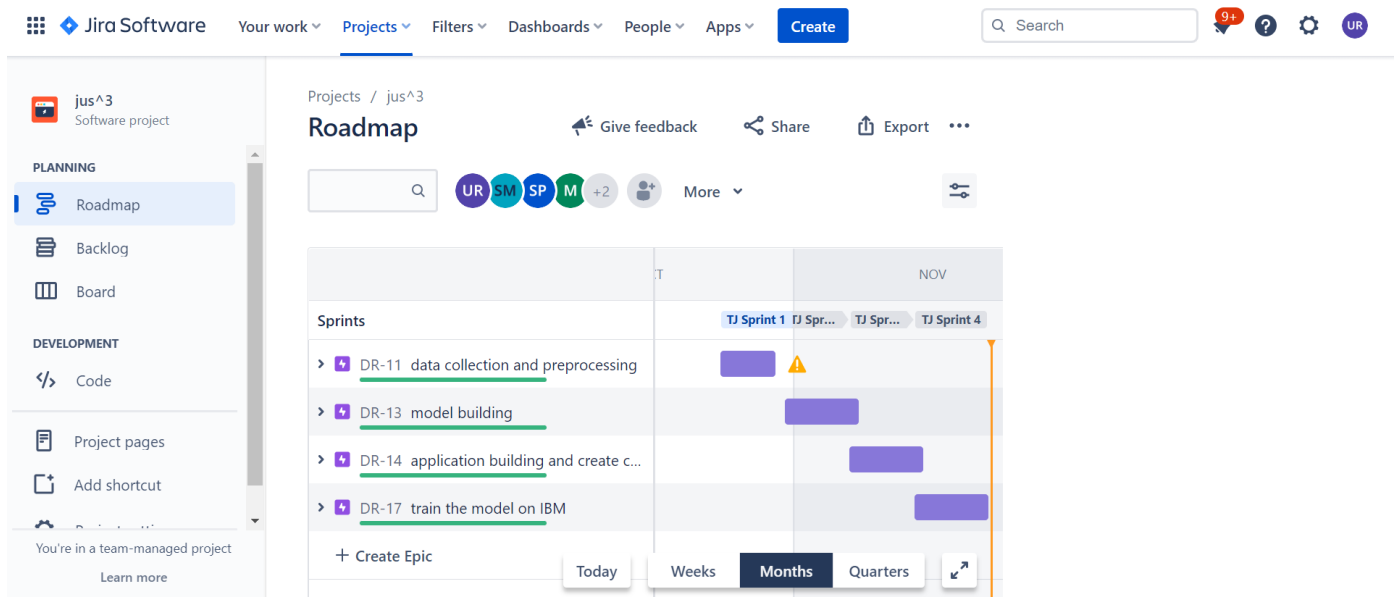 Jira Software Your work Projects Filters Dashboards People Apps Create Search 9+ UR
jus^3
Software project
PLANNING
Roadmap
Backlog
Board
DEVELOPMENT
Code
Project pages
Add shortcut
You're in a team-managed project
Learn more
Projects / jus^3
Roadmap Give feedback Share Export
UR SM SP M +2 More
NOV
Sprints TJ Sprint 1 TJ Spr... TJ Spr... TJ Sprint 4
DR-11 data collection and preprocessing
DR-13 model building
DR-14 application building and create c...
DR-17 train the model on IBM
+ Create Epic
Today Weeks Months Quarters